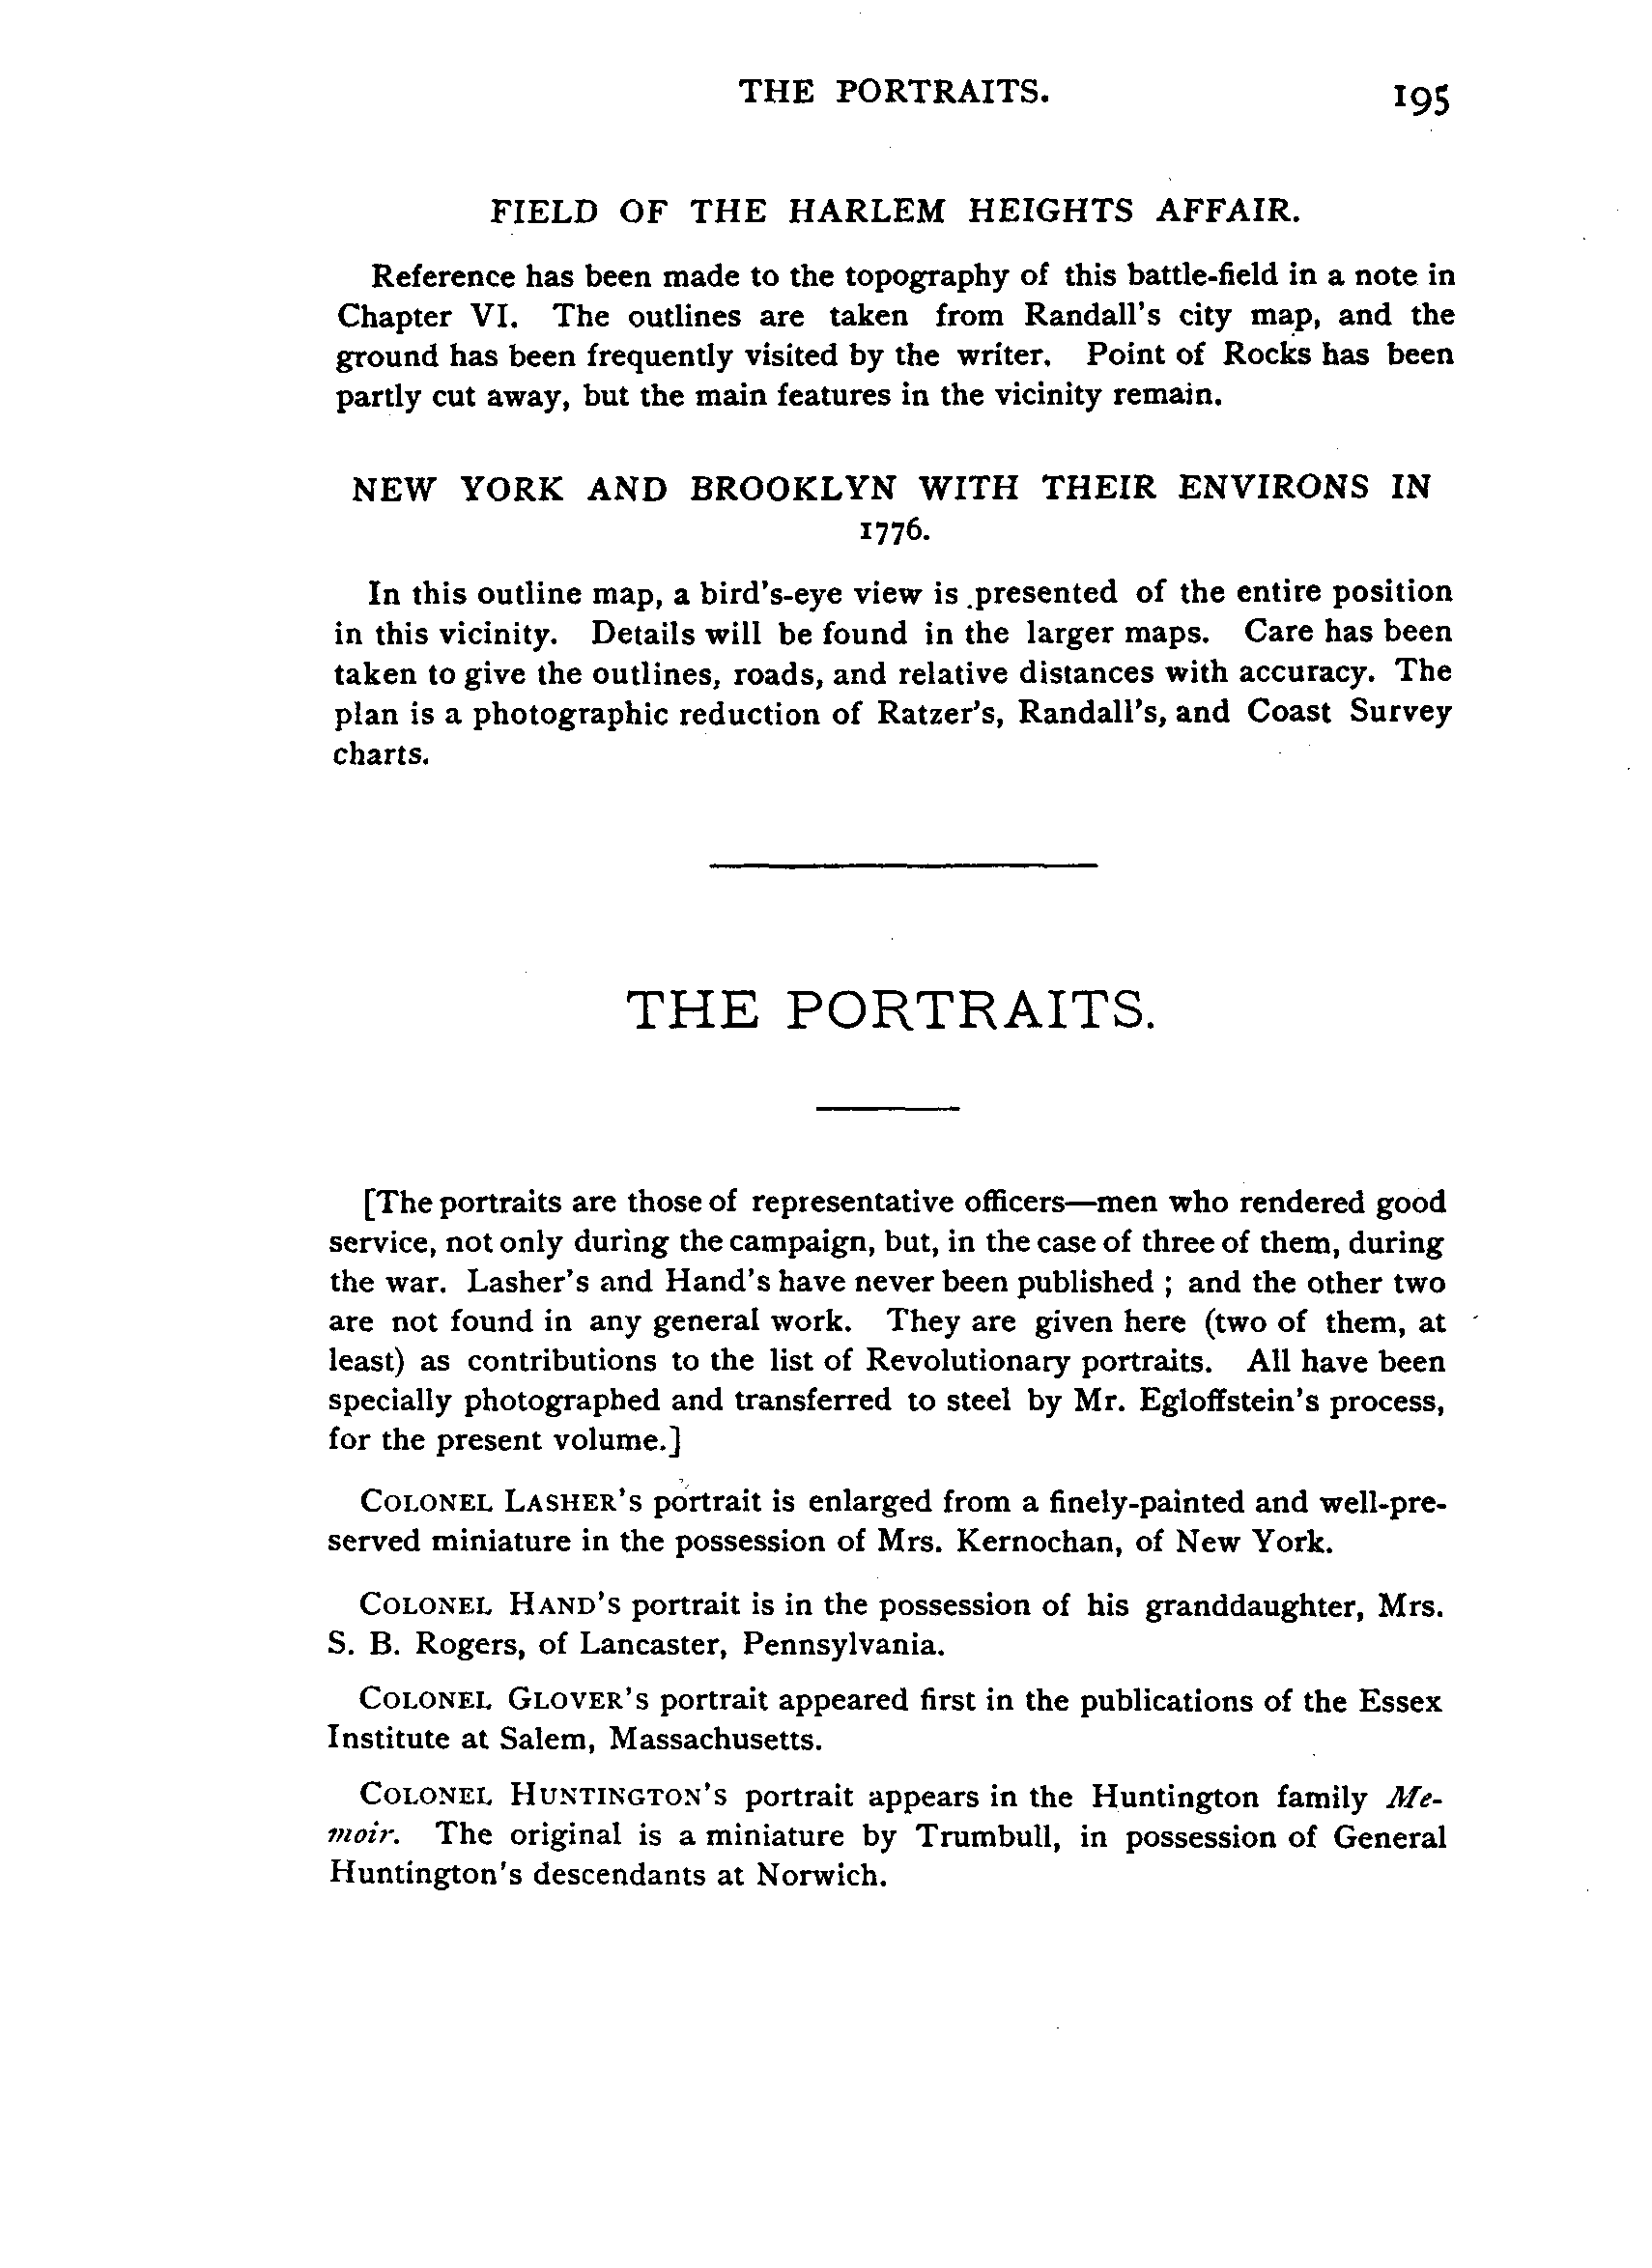 THE PORTRAITS. 195
FIELD OF THE HARLEM HEIGHTS AFFAIR.
Reference has been made to the topography of this battle-field in a note in
Chapter VI. The outlines are taken from Randall's city map, and the
ground has been frequently visited by the writer. Point of Rocks has been
partly cut away, but the main features in the vicinity remain.
NEW YORK AND BROOKLYN WITH THEIR ENVIRONS IN
1776.
In this outline map, a bird's-eye view is presented of the entire position
in this vicinity. Details will be found in the larger maps. Care has been
taken to give the outlines, roads, and relative distances with accuracy. The
plan is a photographic reduction of Ratzer's, Randall's, and Coast Survey
charts.
THE PORTRAITS.
[The portraits are those of representative officers—men who rendered good
service, not only during the campaign, but, in the case of three of them, during
the war. Lasher's and Hand's have never been published ; and the other two
are not found in any general work. They are given here (two of them, at
least) as contributions to the list of Revolutionary portraits. All have been
specially photographed and transferred to steel by Mr. Egloffstein's process,
for the present volume.]
COLONEL LASHER'S portrait is enlarged from a finely-painted and well-pre-
served miniature in the possession of Mrs. Kernochan, of New York.
COLONEL HAND'S portrait is in the possession of his granddaughter, Mrs.
S. B. Rogers, of Lancaster, Pennsylvania.
COLONEL GLOVER'S portrait appeared first in the publications of the Essex
Institute at Salem, Massachusetts.
COLONEL HUNTINGTON'S portrait appears in the Huntington family Me-
moir. The original is a miniature by Trumbull, in possession of General
Huntington's descendants at Norwich.